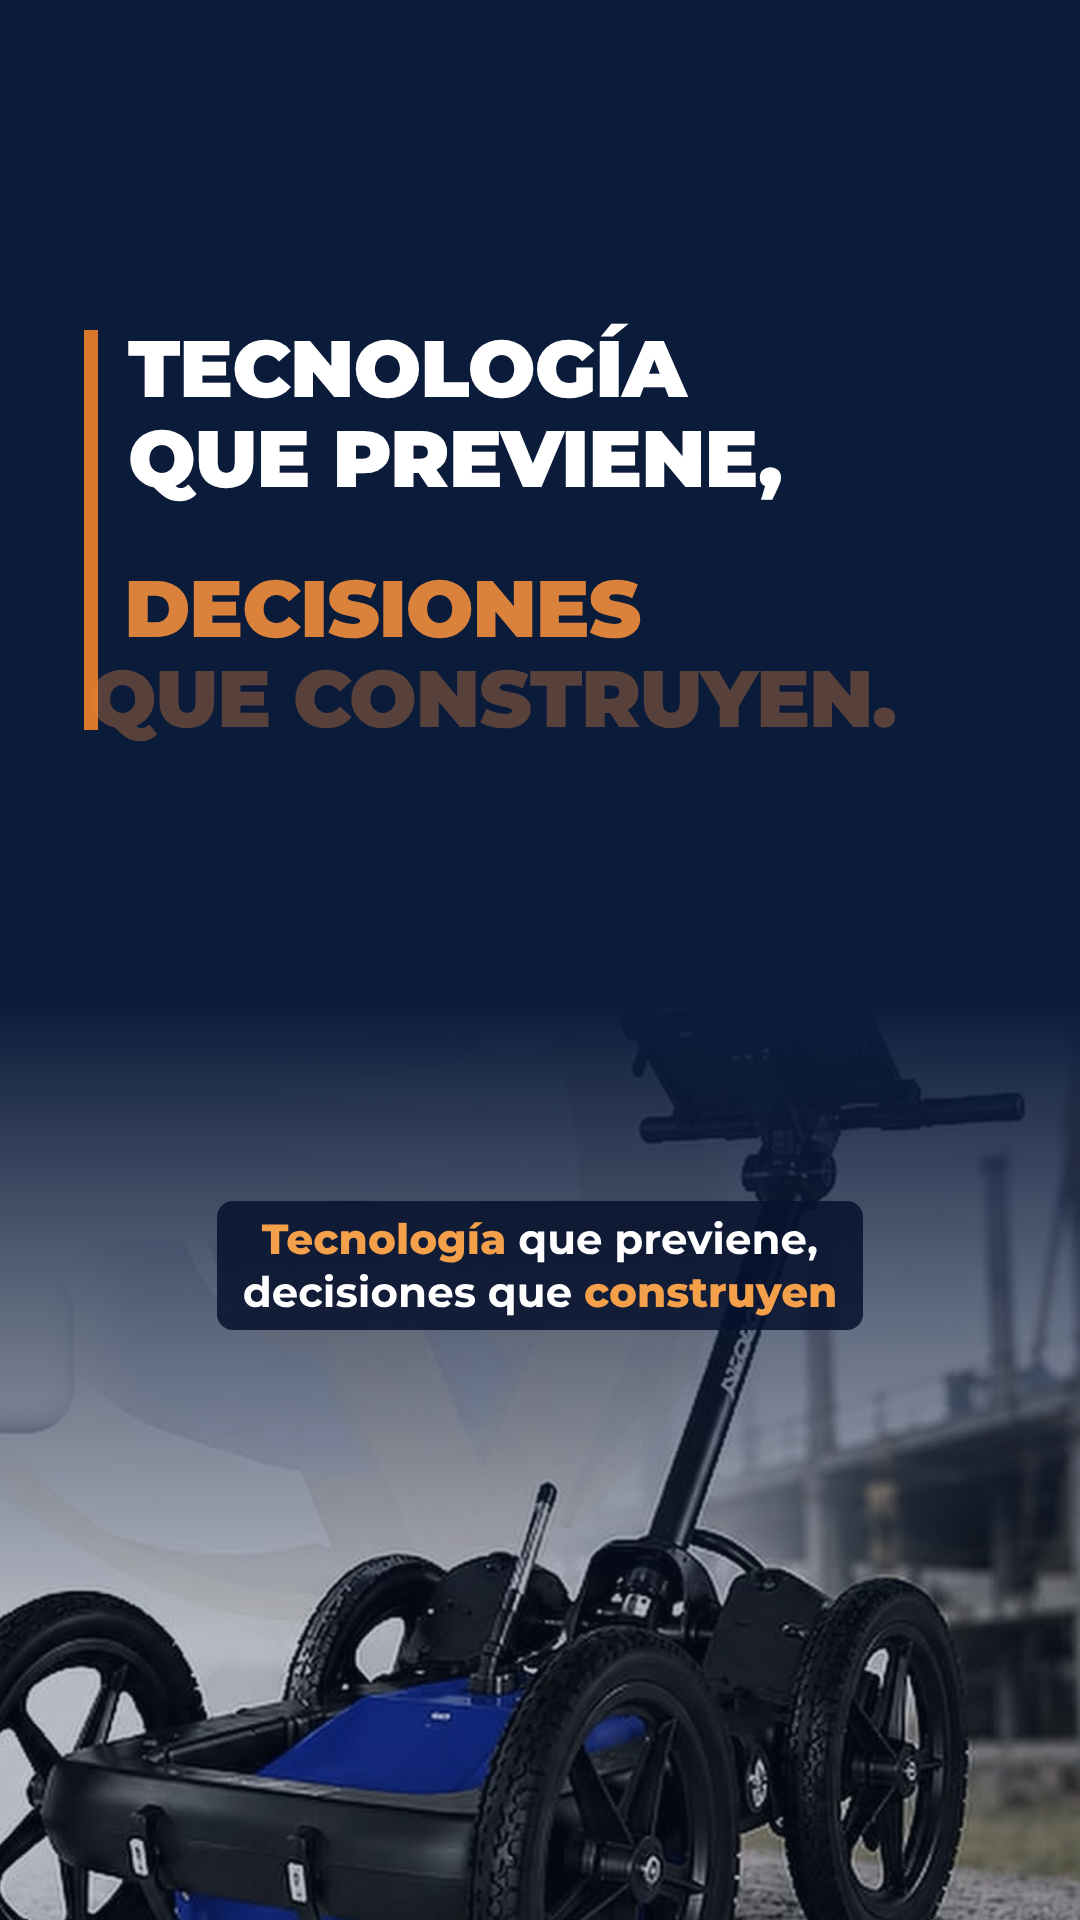 TECNOLOGÍA
QUE PREVIENE,
DECISIONES
QUE CONSTRUYEN.
Tecnología que previene,
decisiones que construyen